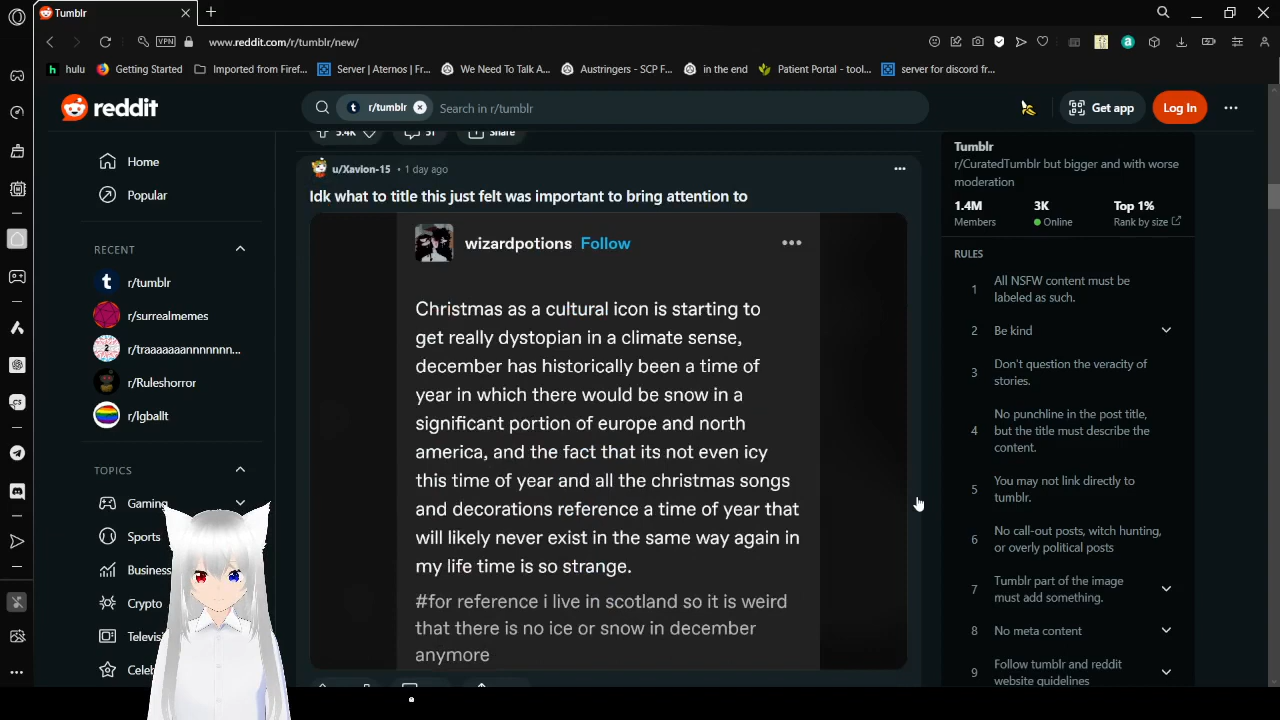 Tumblr
VPN
www.reddit.com/r/tumblr/new/
hulu
Getting Started
Imported from Firef...
Server | Aternos | Fr...
We Need To Talk A...
Austringers - SCP F...
in the end
Patient Portal - tool...
server for discord fr...
reddit
r/tumblr
Search in r/tumblr
Get app
Log In
Home
Popular
RECENT
r/tumblr
r/surrealmemes
r/traaaaaaannnnnnn...
r/Ruleshorror
r/lgballt
TOPICS
Gaming
Sports
Business
Crypto
Televisi
Celeb
5.4K
51
Share
u/Xavion-15 • 1 day ago
Idk what to title this just felt was important to bring attention to
wizardpotions Follow
Christmas as a cultural icon is starting to
get really dystopian in a climate sense,
december has historically been a time of
year in which there would be snow in a
significant portion of europe and north
america, and the fact that its not even icy
this time of year and all the christmas songs
and decorations reference a time of year that
will likely never exist in the same way again in
my life time is so strange.
#for reference i live in scotland so it is weird
that there is no ice or snow in december
anymore
Tumblr
r/CuratedTumblr but bigger and with worse
moderation
1.4M
3K
Top 1%
Members
Online
Rank by size
RULES
1 All NSFW content must be
labeled as such.
2 Be kind
3 Don't question the veracity of
stories.
4 No punchline in the post title,
but the title must describe the
content.
5 You may not link directly to
tumblr.
6 No call-out posts, witch hunting,
or overly political posts
7 Tumblr part of the image
must add something.
8 No meta content
9 Follow tumblr and reddit
website guidelines